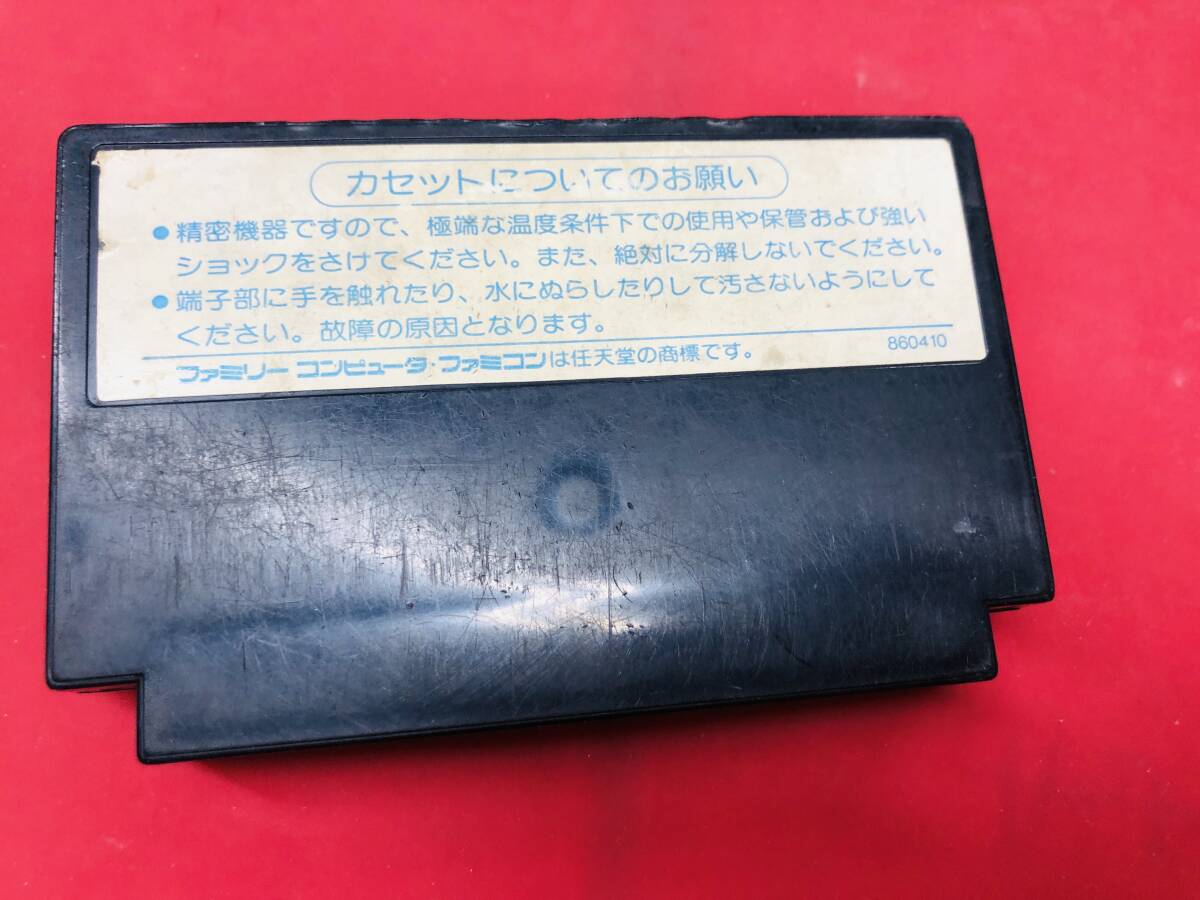 カセットについてのお願い
●精密機器ですので、極端な温度条件下での使用や保管および強い
ショックをさけてください。また、絶対に分解しないでください。
●端子部に手を触れたり、水にぬらしたりして汚さないようにして
ください。故障の原因となります。
860410
ファミリーコンピュータ・ファミコンは任天堂の商標です。